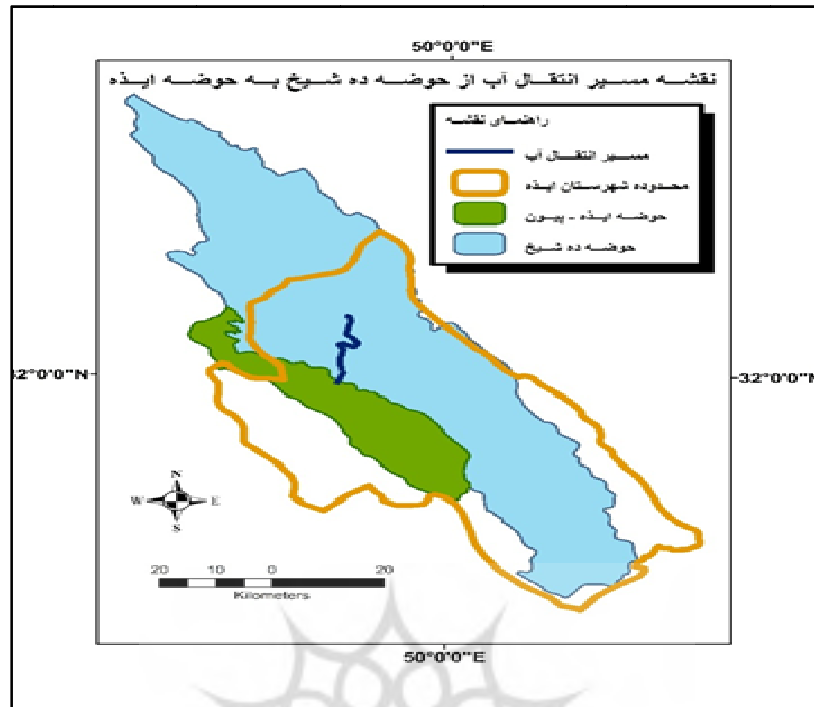 50°0'0"E
نقشه مسیر انتقال آب از حوضه ده شیخ به حوضه ایذه
راهنمای نقشه
مسیر انتقال آب
محدوده شهرستان ایذه
حوضه ایذه - پیون
حوضه ده شیخ
32°0'0"N
32°0'0"N
N
W E
S
20 10 0 20
Kilometers
50°0'0"E